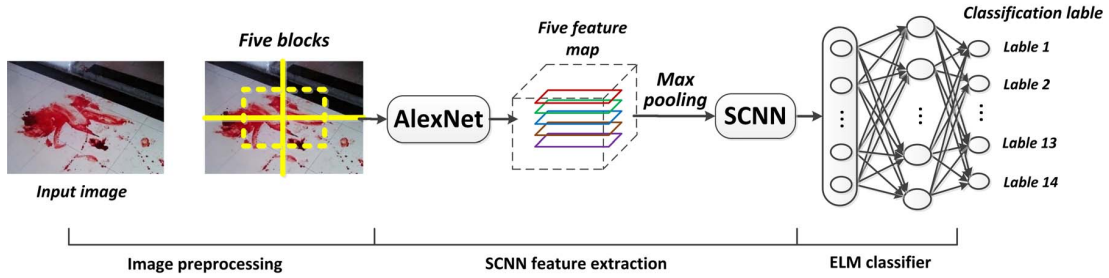 Classification lable
Five blocks
Five feature
map
Lable 1
Max
pooling
Lable 2
AlexNet
SCNN
Lable 13
Lable 14
Input image
Image preprocessing
SCNN feature extraction
ELM classifier